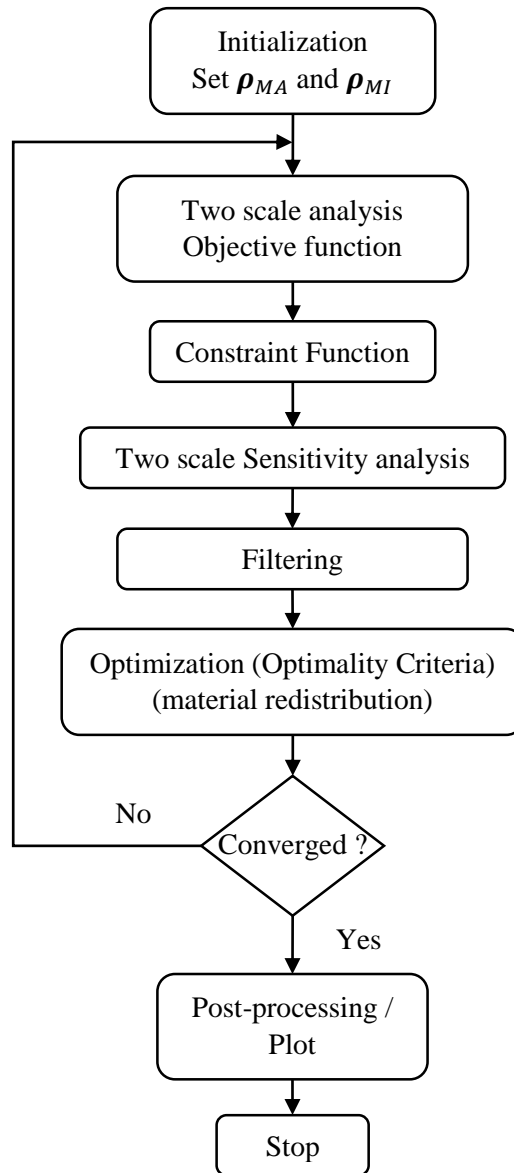 Initialization
Set ρ_MA and ρ_MI
Two scale analysis
Objective function
Constraint Function
Two scale Sensitivity analysis
Filtering
Optimization (Optimality Criteria)
(material redistribution)
No
Converged ?
Yes
Post-processing /
Plot
Stop